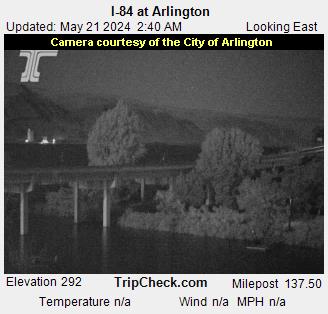 I-84 at Arlington
Updated: May 21 2024 2:40 AM Looking East
Camera courtesy of the City of Arlington
Elevation 292 TripCheck.com Milepost 137.50
Temperature n/a Wind n/a MPH n/a